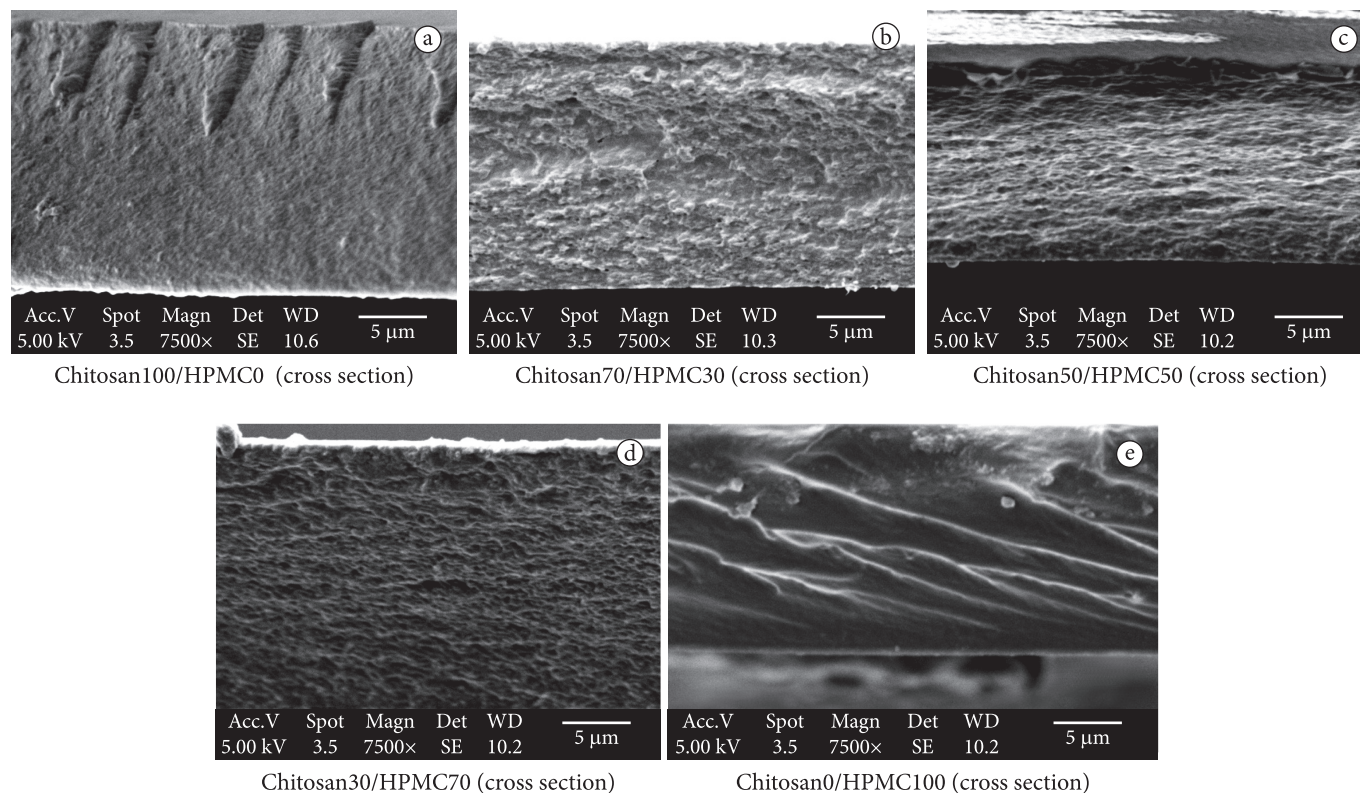 a
Acc.V Spot Magn Det WD
5.00 kV 3.5 7500× SE 10.6
5 µm
Chitosan100/HPMC0 (cross section)
b
Acc.V Spot Magn Det WD
5.00 kV 3.5 7500× SE 10.3
5 µm
Chitosan70/HPMC30 (cross section)
c
Acc.V Spot Magn Det WD
5.00 kV 3.5 7500× SE 10.2
5 µm
Chitosan50/HPMC50 (cross section)
d
Acc.V Spot Magn Det WD
5.00 kV 3.5 7500× SE 10.2
5 µm
Chitosan30/HPMC70 (cross section)
e
Acc.V Spot Magn Det WD
5.00 kV 3.5 7500× SE 10.2
5 µm
Chitosan0/HPMC100 (cross section)